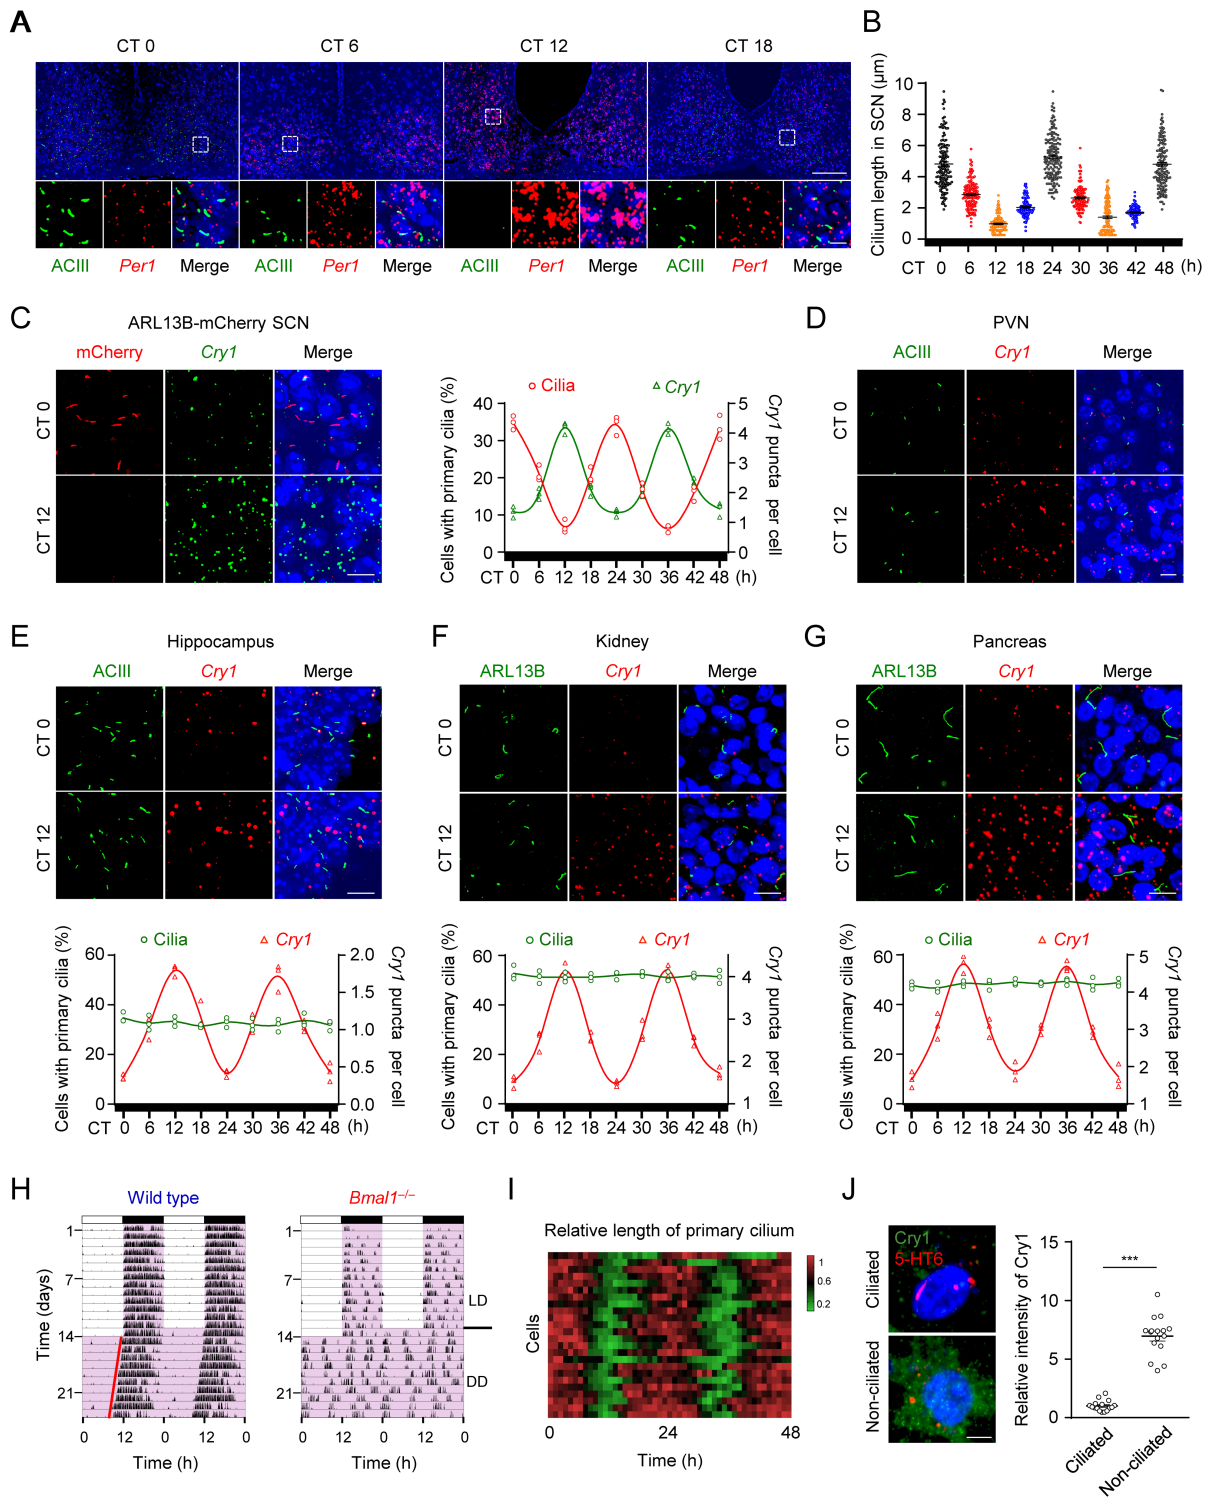 A
CT 0
CT 6
CT 12
CT 18
ACIII
Per1
Merge
ACIII
Per1
Merge
ACIII
Per1
Merge
ACIII
Per1
Merge
B
Cilium length in SCN (μm)
10
8
6
4
2
0
CT 0 6 12 18 24 30 36 42 48 (h)
C
ARL13B-mCherry SCN
mCherry
Cry1
Merge
CT 0
CT 12
Cilia
Cry1
Cells with primary cilia (%)
40
30
20
10
0
Cry1 puncta per cell
5
4
3
2
1
0
CT 0 6 12 18 24 30 36 42 48 (h)
D
PVN
ACIII
Cry1
Merge
CT 0
CT 12
E
Hippocampus
ACIII
Cry1
Merge
CT 0
CT 12
Cilia
Cry1
Cells with primary cilia (%)
60
40
20
0
Cry1 puncta per cell
2.0
1.5
1.0
0.5
0.0
CT 0 6 12 18 24 30 36 42 48 (h)
F
Kidney
ARL13B
Cry1
Merge
CT 0
CT 12
Cilia
Cry1
Cells with primary cilia (%)
60
40
20
0
Cry1 puncta per cell
4
3
2
1
CT 0 6 12 18 24 30 36 42 48 (h)
G
Pancreas
ARL13B
Cry1
Merge
CT 0
CT 12
Cilia
Cry1
Cells with primary cilia (%)
60
40
20
0
Cry1 puncta per cell
5
4
3
2
1
CT 0 6 12 18 24 30 36 42 48 (h)
H
Wild type
Bmal1–/–
Time (days)
1
7
14
21
1
7
14
21
LD
DD
0 12 0 12 0
0 12 0 12 0
Time (h)
Time (h)
I
Relative length of primary cilium
Cells
1
0.6
0.2
0 24 48
Time (h)
J
Cry1
5-HT6
Ciliated
Non-ciliated
Relative intensity of Cry1
15
10
5
0
***
Ciliated
Non-ciliated